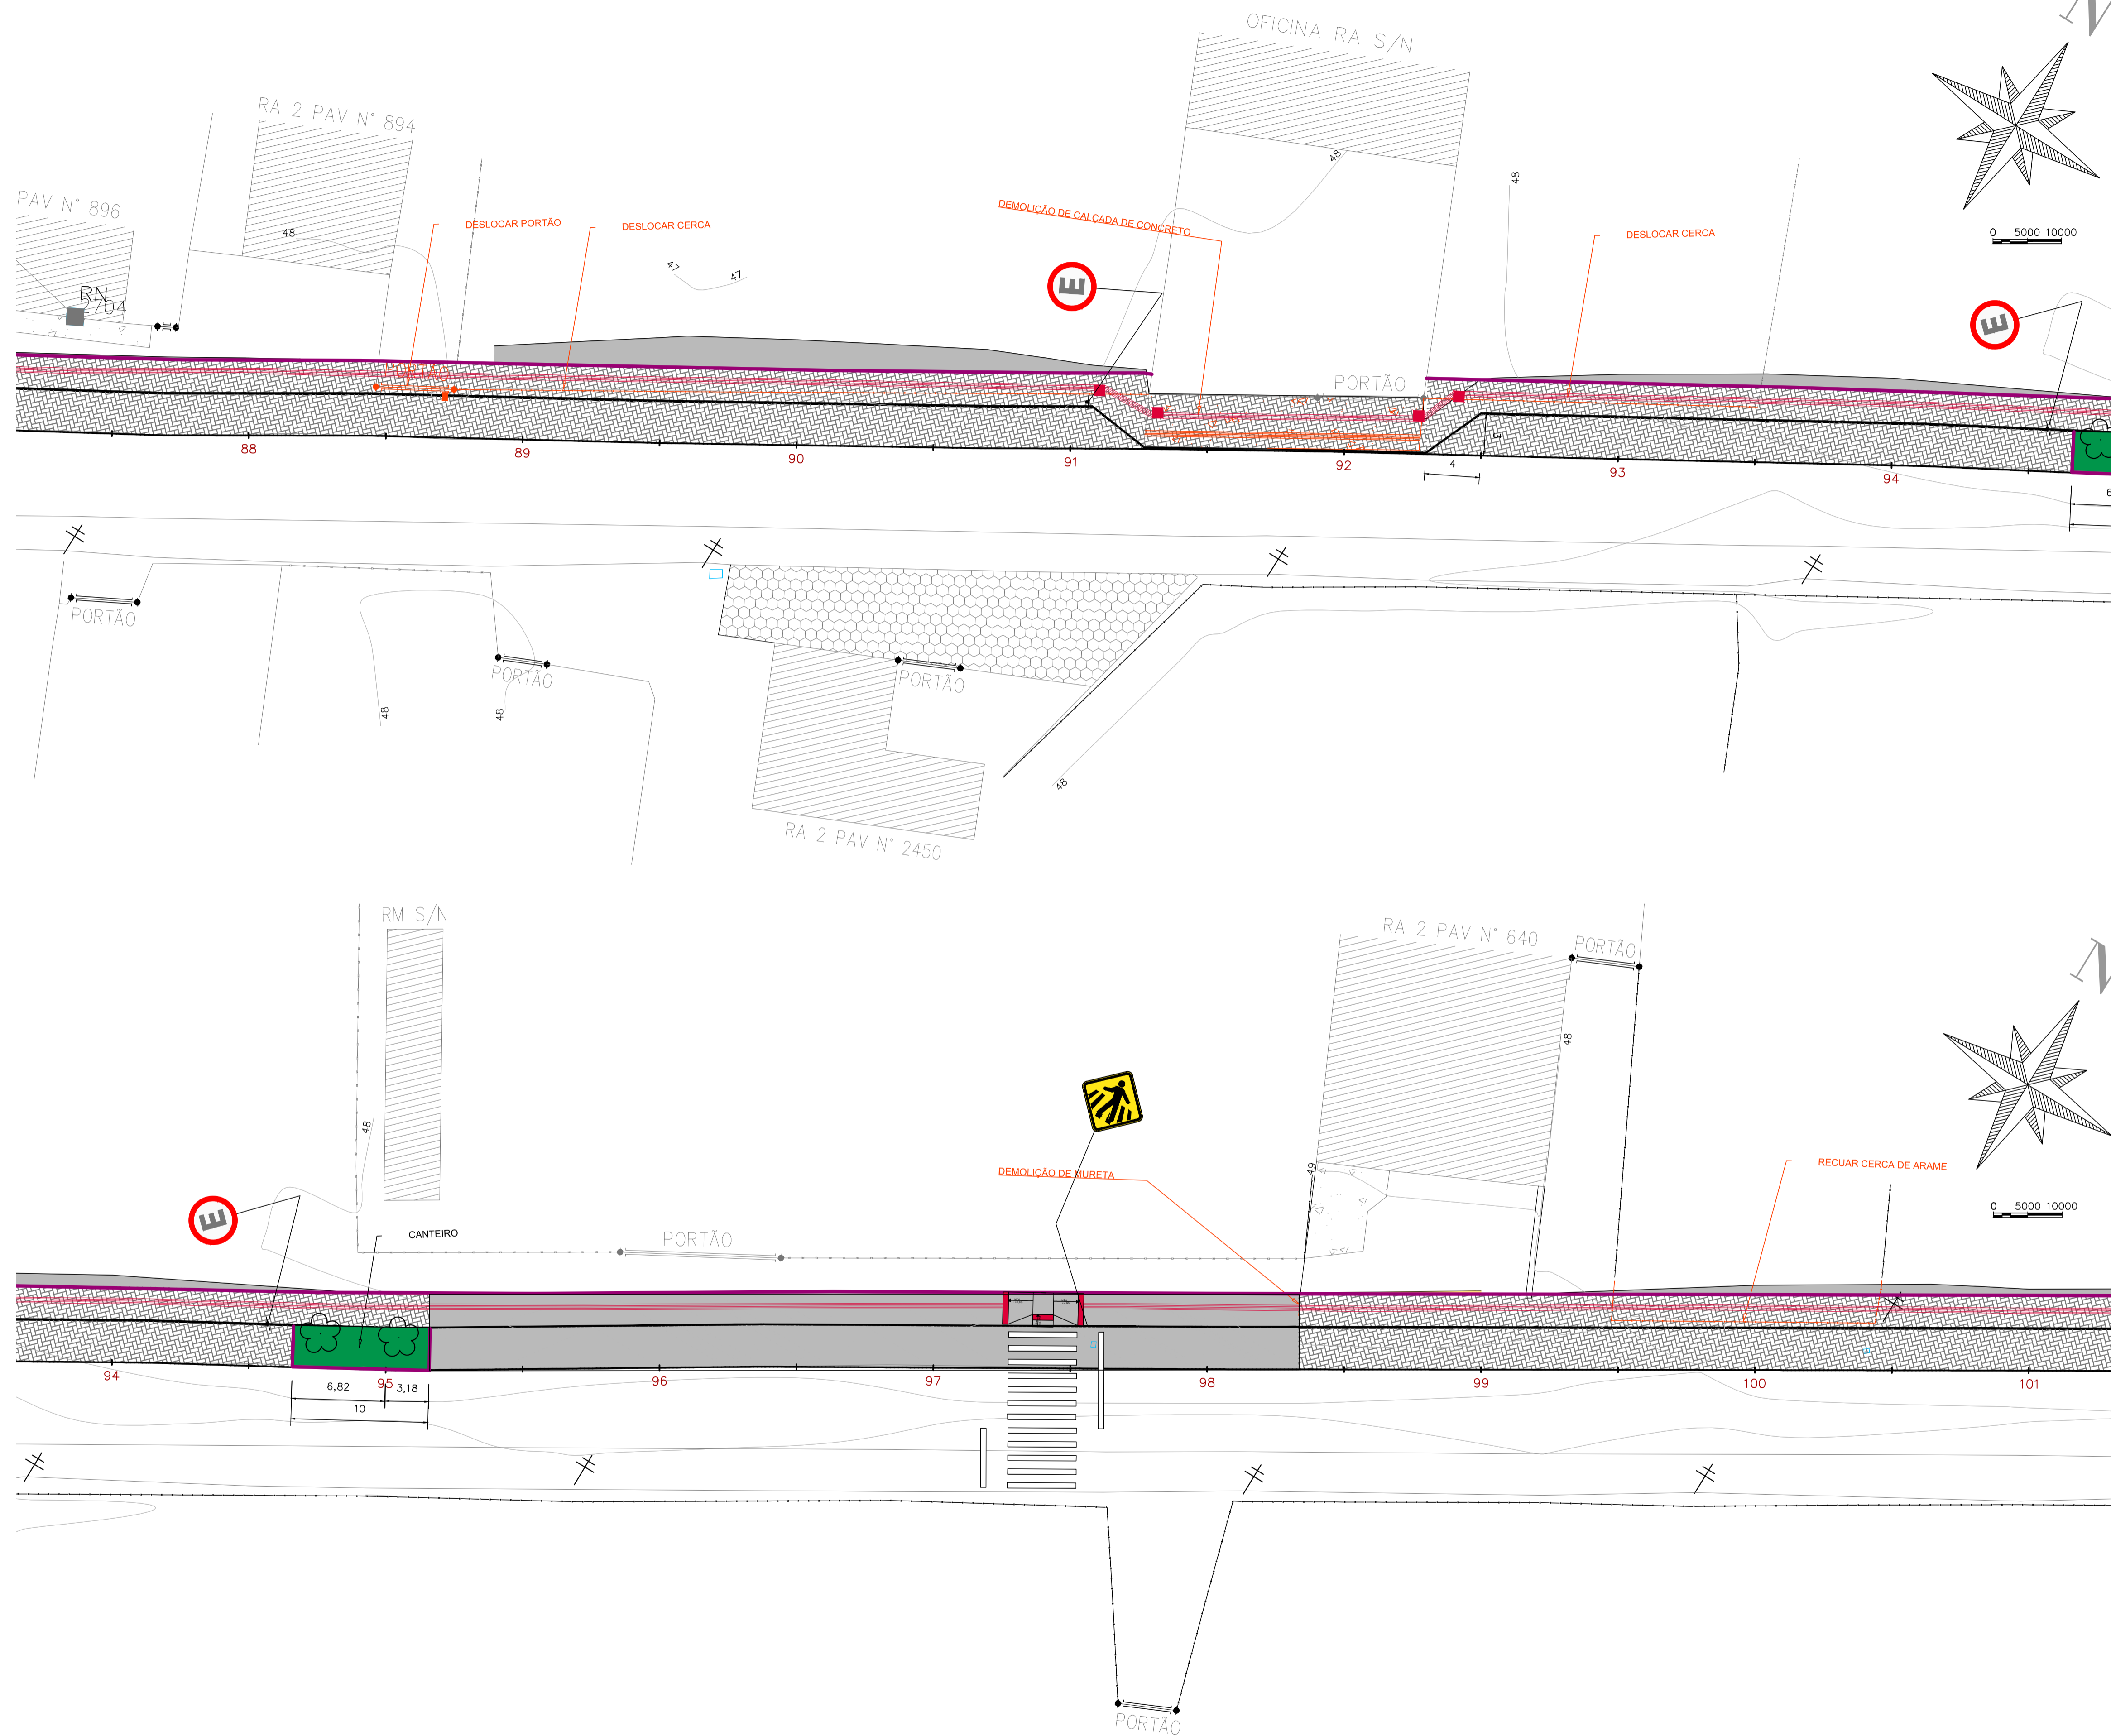 N
OFICINA RA S/N
RA 2 PAV N° 894
PAV N° 896
48
48
48
DESLOCAR PORTÃO
DESLOCAR CERCA
DEMOLIÇÃO DE CALÇADA DE CONCRETO
DESLOCAR CERCA
0 5000 10000
47
47
RN
2704
E
E
PORTÃO
PORTÃO
3
4
88
89
90
91
92
93
94
6
PORTÃO
PORTÃO
PORTÃO
48
48
48
RA 2 PAV N° 2450
RM S/N
RA 2 PAV N° 640
PORTÃO
N
48
48
49
DEMOLIÇÃO DE MURETA
RECUAR CERCA DE ARAME
0 5000 10000
E
CANTEIRO
PORTÃO
94
95
96
97
98
99
100
101
6,82
3,18
10
PORTÃO